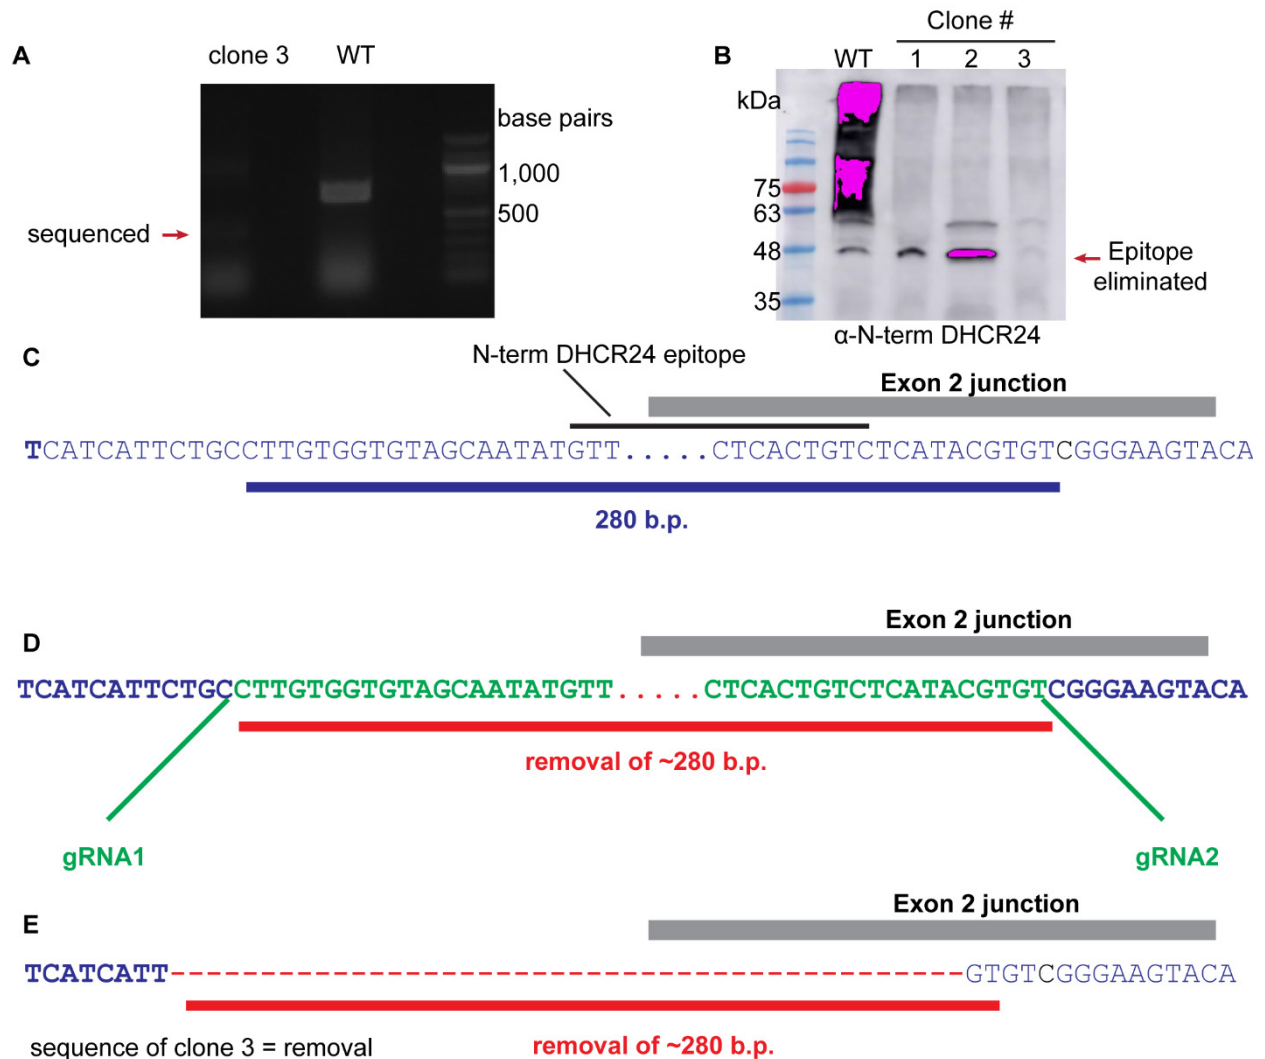 A
clone 3 WT
base pairs
1,000
500
sequenced
B
Clone #
WT 1 2 3
kDa
75
63
48
35
Epitope
eliminated
α-N-term DHCR24
C
N-term DHCR24 epitope
Exon 2 junction
TCATCATTCTGCCTTGTGGTGTAGCAATATGTT.....CTCACTGTCTCATACGTGTCGGGAAGTACA
280 b.p.
D
Exon 2 junction
TCATCATTCTGCCTTGTGGTGTAGCAATATGTT.....CTCACTGTCTCATACGTGTCGGGAAGTACA
removal of ~280 b.p.
gRNA1 gRNA2
E
Exon 2 junction
TCATCATT--------------------------------------------GTGTCGGGAAGTACA
sequence of clone 3 = removal
removal of ~280 b.p.